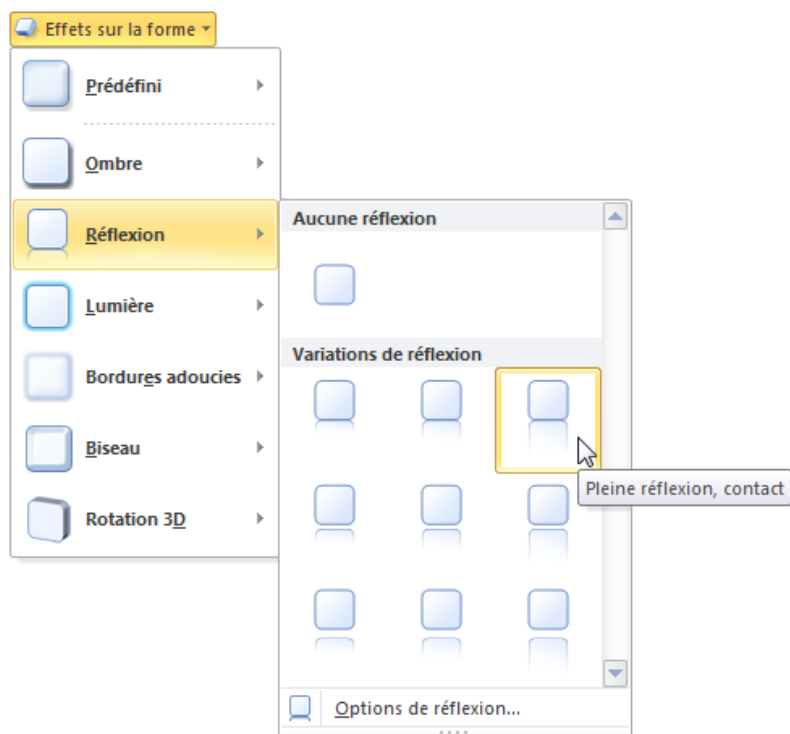 Effets sur la forme
Prédéfini
Ombre
Réflexion
Lumière
Bordures adoucies
Biseau
Rotation 3D
Aucune réflexion
Variations de réflexion
Pleine réflexion, contact
Options de réflexion...